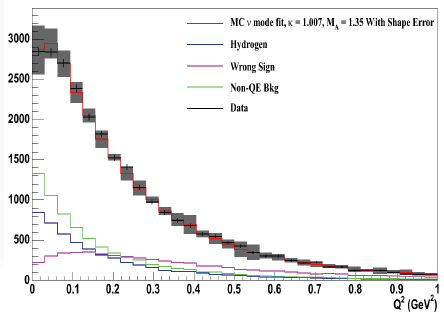 MC ν mode fit, κ = 1.007, M_A = 1.35 With Shape Error
Hydrogen
Wrong Sign
Non-QE Bkg
Data
3000
2500
2000
1500
1000
500
0
0 0.1 0.2 0.3 0.4 0.5 0.6 0.7 0.8 0.9 1
Q² (GeV²)